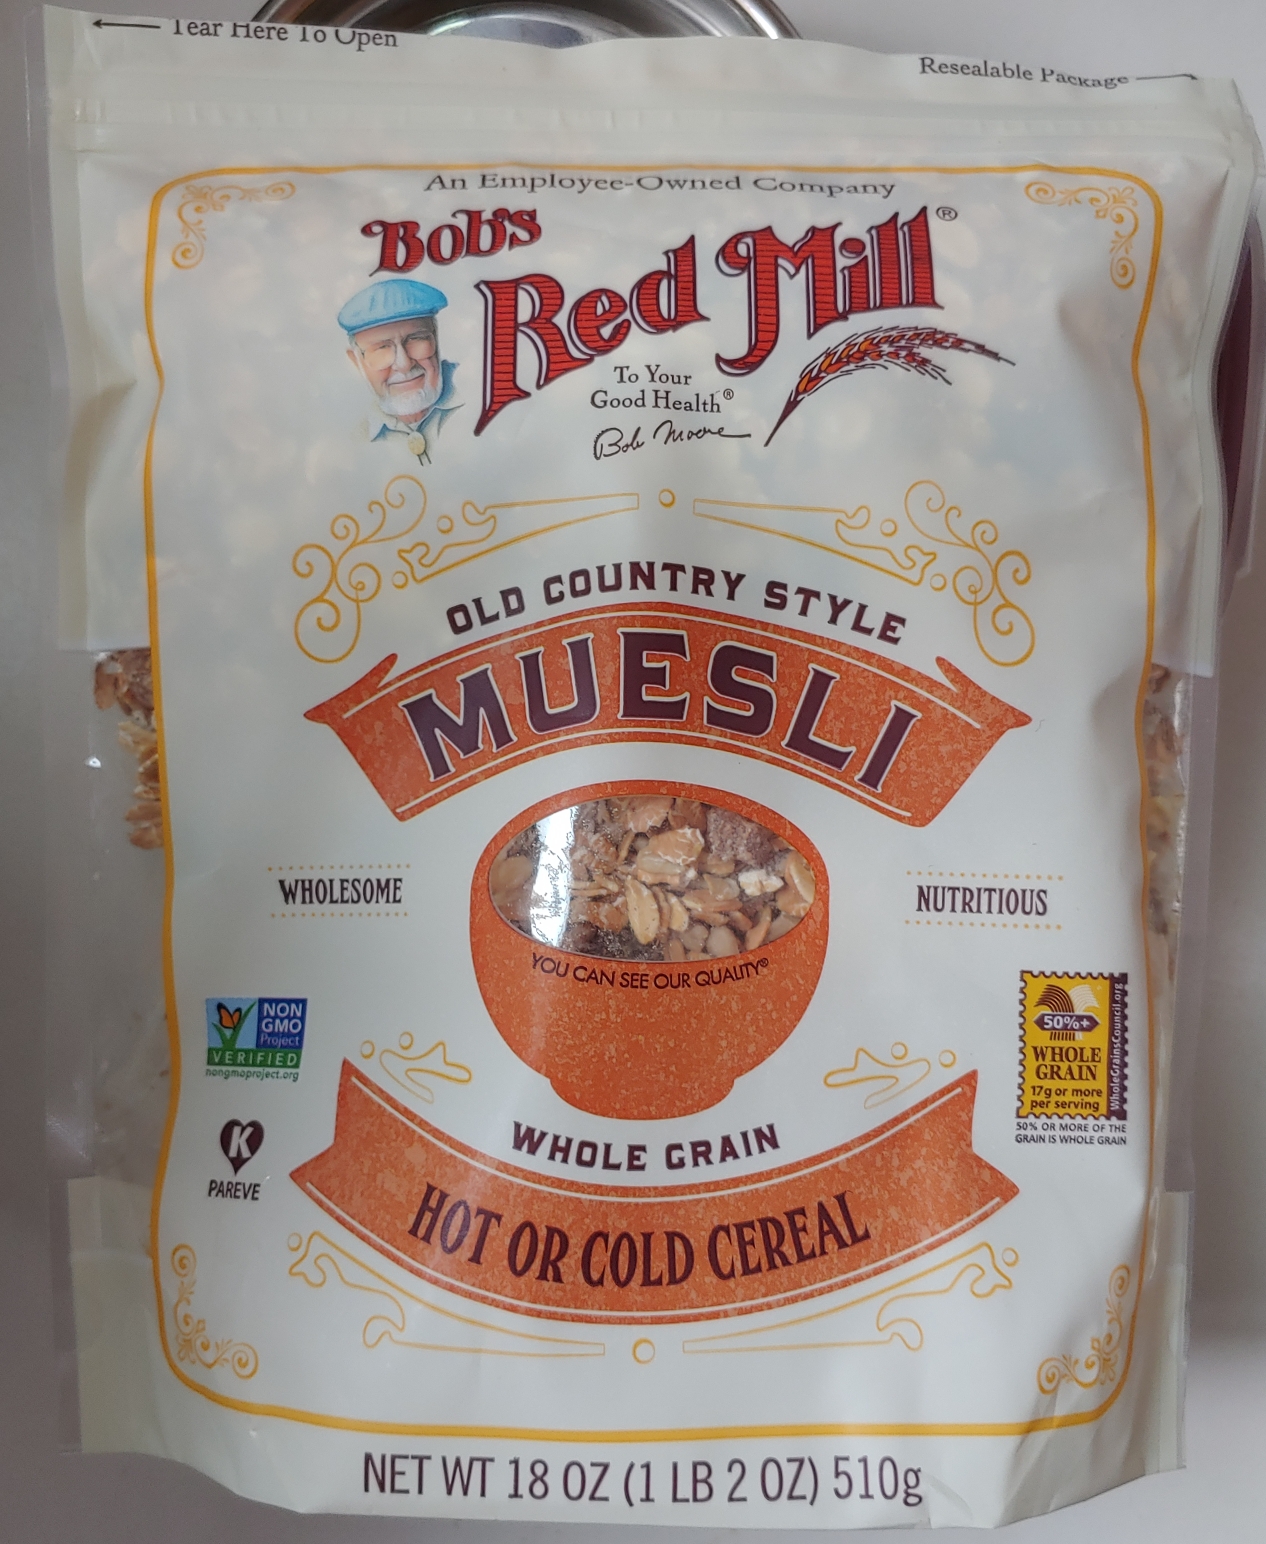 Tear Here To Open
Resealable Package
An Employee-Owned Company
Bob's
Red Mill®
To Your
Good Health®
Bob Moore
OLD COUNTRY STYLE
MUESLI
WHOLESOME
NUTRITIOUS
YOU CAN SEE OUR QUALITY®
NON
GMO
Project
VERIFIED
nongmoproject.org
K
PAREVE
50%+
WHOLE
GRAIN
17g or more
per serving
WholeGrainsCouncil.org
50% OR MORE OF THE
GRAIN IS WHOLE GRAIN
WHOLE GRAIN
HOT OR COLD CEREAL
NET WT 18 OZ (1 LB 2 OZ) 510g